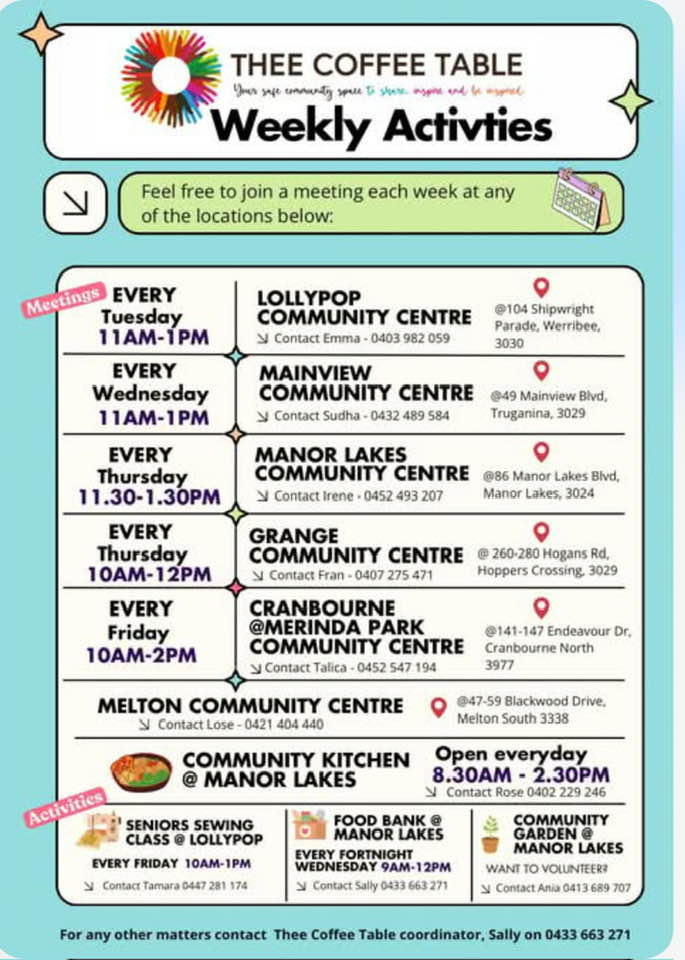 THEE COFFEE TABLE
Your safe community space to share, inspire and be inspired.
Weekly Activties
Feel free to join a meeting each week at any
of the locations below:
Meetings
EVERY
Tuesday
11AM-1PM
LOLLYPOP
COMMUNITY CENTRE
Contact Emma - 0403 982 059
@104 Shipwright
Parade, Werribee,
3030
EVERY
Wednesday
11AM-1PM
MAINVIEW
COMMUNITY CENTRE
Contact Sudha - 0432 489 584
@49 Mainview Blvd,
Truganina, 3029
EVERY
Thursday
11.30-1.30PM
MANOR LAKES
COMMUNITY CENTRE
Contact Irene - 0452 493 207
@86 Manor Lakes Blvd,
Manor Lakes, 3024
EVERY
Thursday
10AM-12PM
GRANGE
COMMUNITY CENTRE
Contact Fran - 0407 275 471
@ 260-280 Hogans Rd,
Hoppers Crossing, 3029
EVERY
Friday
10AM-2PM
CRANBOURNE
@MERINDA PARK
COMMUNITY CENTRE
Contact Talica - 0452 547 194
@141-147 Endeavour Dr,
Cranbourne North
3977
MELTON COMMUNITY CENTRE
Contact Lose - 0421 404 440
@47-59 Blackwood Drive,
Melton South 3338
COMMUNITY KITCHEN
@ MANOR LAKES
Open everyday
8.30AM - 2.30PM
Contact Rose 0402 229 246
Activities
SENIORS SEWING
CLASS @ LOLLYPOP
EVERY FRIDAY 10AM-1PM
Contact Tamara 0447 281 174
FOOD BANK @
MANOR LAKES
EVERY FORTNIGHT
WEDNESDAY 9AM-12PM
Contact Sally 0433 663 271
COMMUNITY
GARDEN @
MANOR LAKES
WANT TO VOLUNTEER?
Contact Ania 0413 689 707
For any other matters contact Thee Coffee Table coordinator, Sally on 0433 663 271